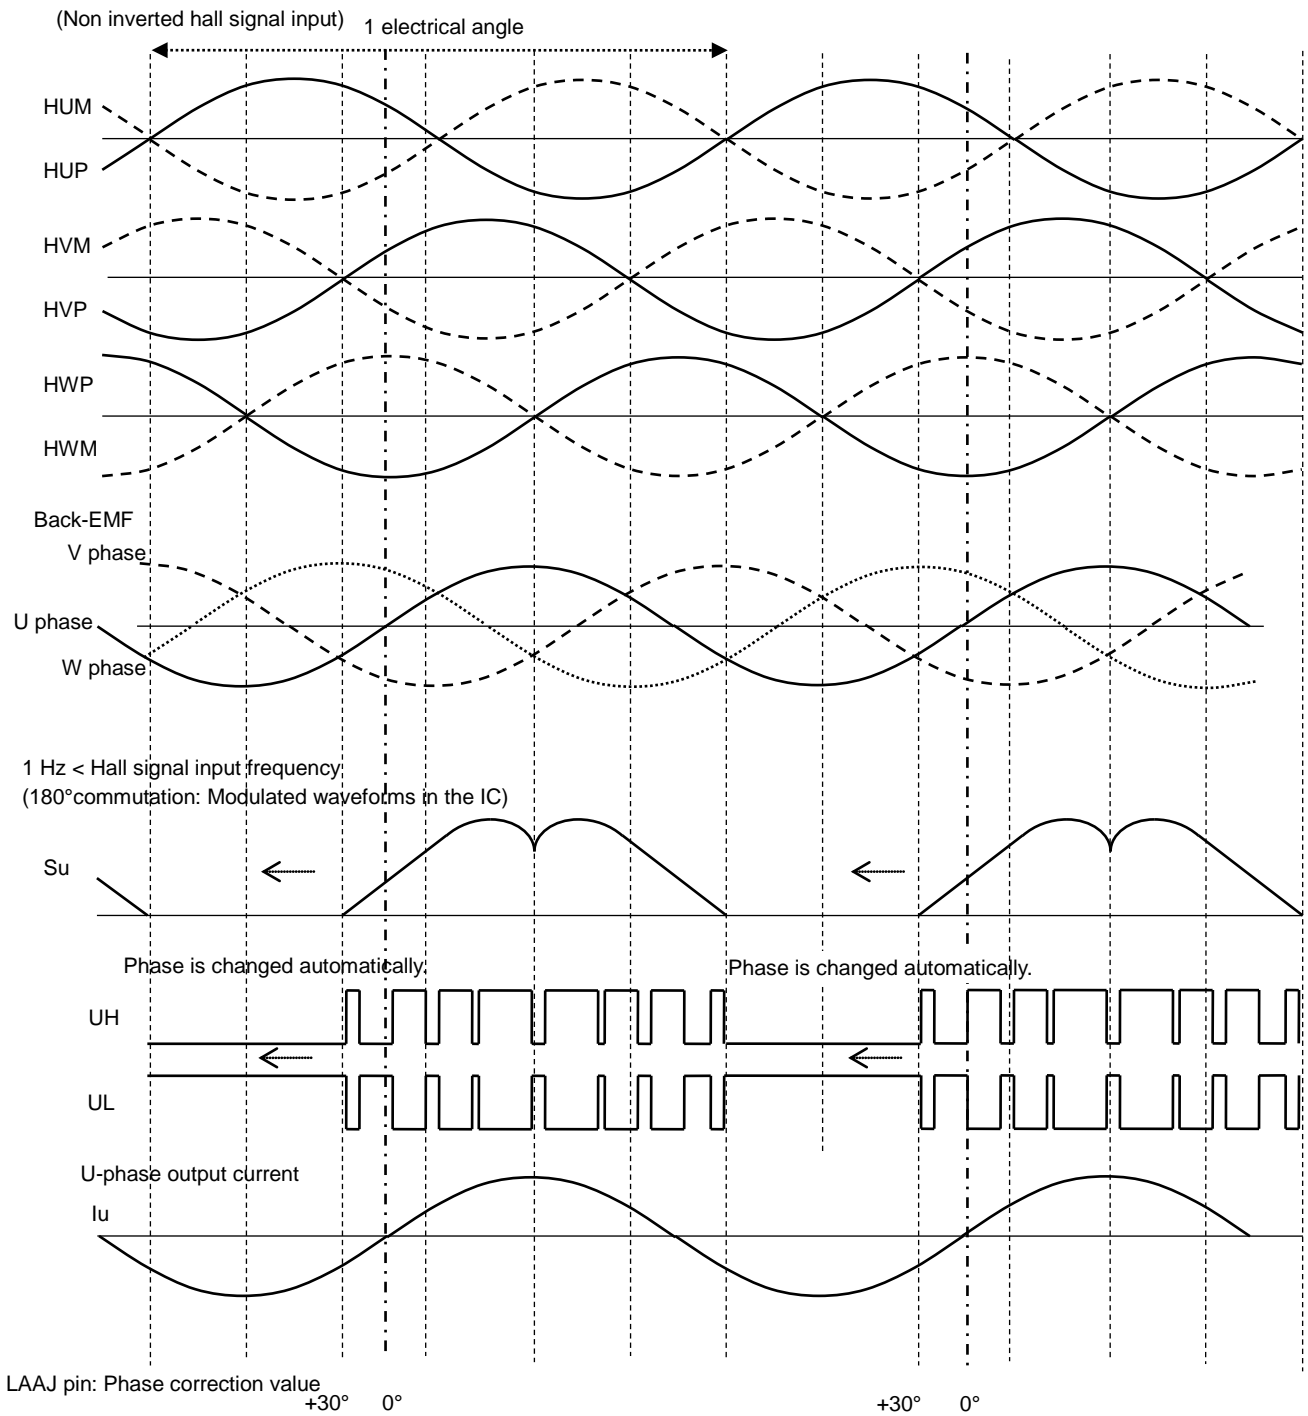 (Non inverted hall signal input)
1 electrical angle
HUM
HUP
HVM
HVP
HWP
HWM
Back-EMF
V phase
U phase
W phase
1 Hz < Hall signal input frequency
(180°commutation: Modulated waveforms in the IC)
Su
Phase is changed automatically.
Phase is changed automatically.
UH
UL
U-phase output current
Iu
LAAJ pin: Phase correction value
+30° 0° +30° 0°